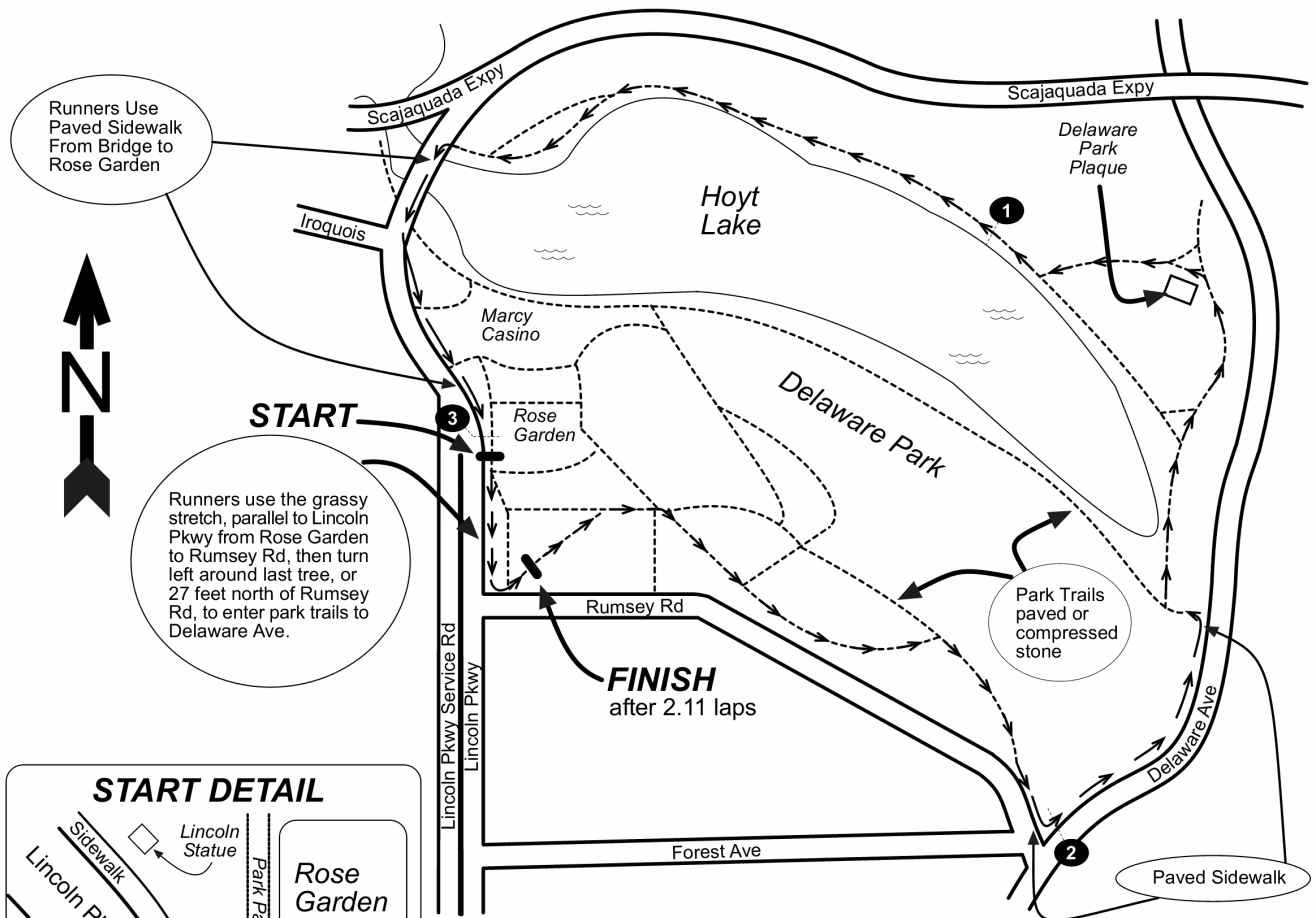 Scajaquada Expy
Scajaquada Expy
Runners Use
Paved Sidewalk
From Bridge to
Rose Garden
Delaware
Park
Plaque
Hoyt
Lake
1
Iroquois
N
Marcy
Casino
Delaware Park
START
3
Rose
Garden
Runners use the grassy
stretch, parallel to Lincoln
Pkwy from Rose Garden
to Rumsey Rd, then turn
left around last tree, or
27 feet north of Rumsey
Rd, to enter park trails to
Delaware Ave.
Rumsey Rd
Park Trails
paved or
compressed
stone
FINISH
after 2.11 laps
Lincoln Pkwy Service Rd
Lincoln Pkwy
Delaware Ave
Forest Ave
2
Paved Sidewalk
START DETAIL
Sidewalk
Lincoln
Statue
Park
Rose
Garden
Lincoln